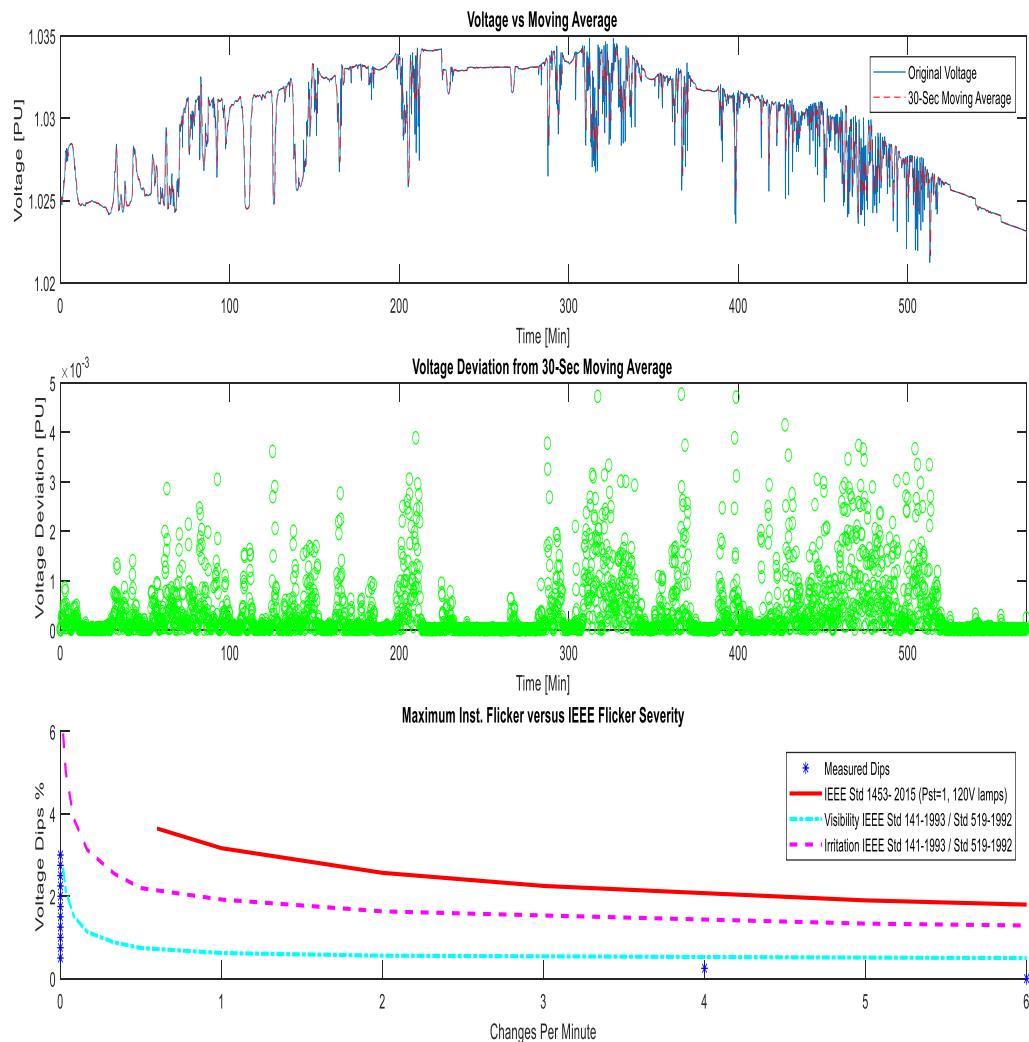 Voltage vs Moving Average
Voltage [PU]
1.035
1.03
1.025
1.02
Original Voltage
30-Sec Moving Average
0 100 200 300 400 500
Time [Min]
Voltage Deviation from 30-Sec Moving Average
×10-3
Voltage Deviation [PU]
5
4
3
2
1
0
0 100 200 300 400 500
Time [Min]
Maximum Inst. Flicker versus IEEE Flicker Severity
Voltage Dips %
6
4
2
0
Measured Dips
IEEE Std 1453- 2015 (Pst=1, 120V lamps)
Visibility IEEE Std 141-1993 / Std 519-1992
Irritation IEEE Std 141-1993 / Std 519-1992
0 1 2 3 4 5 6
Changes Per Minute